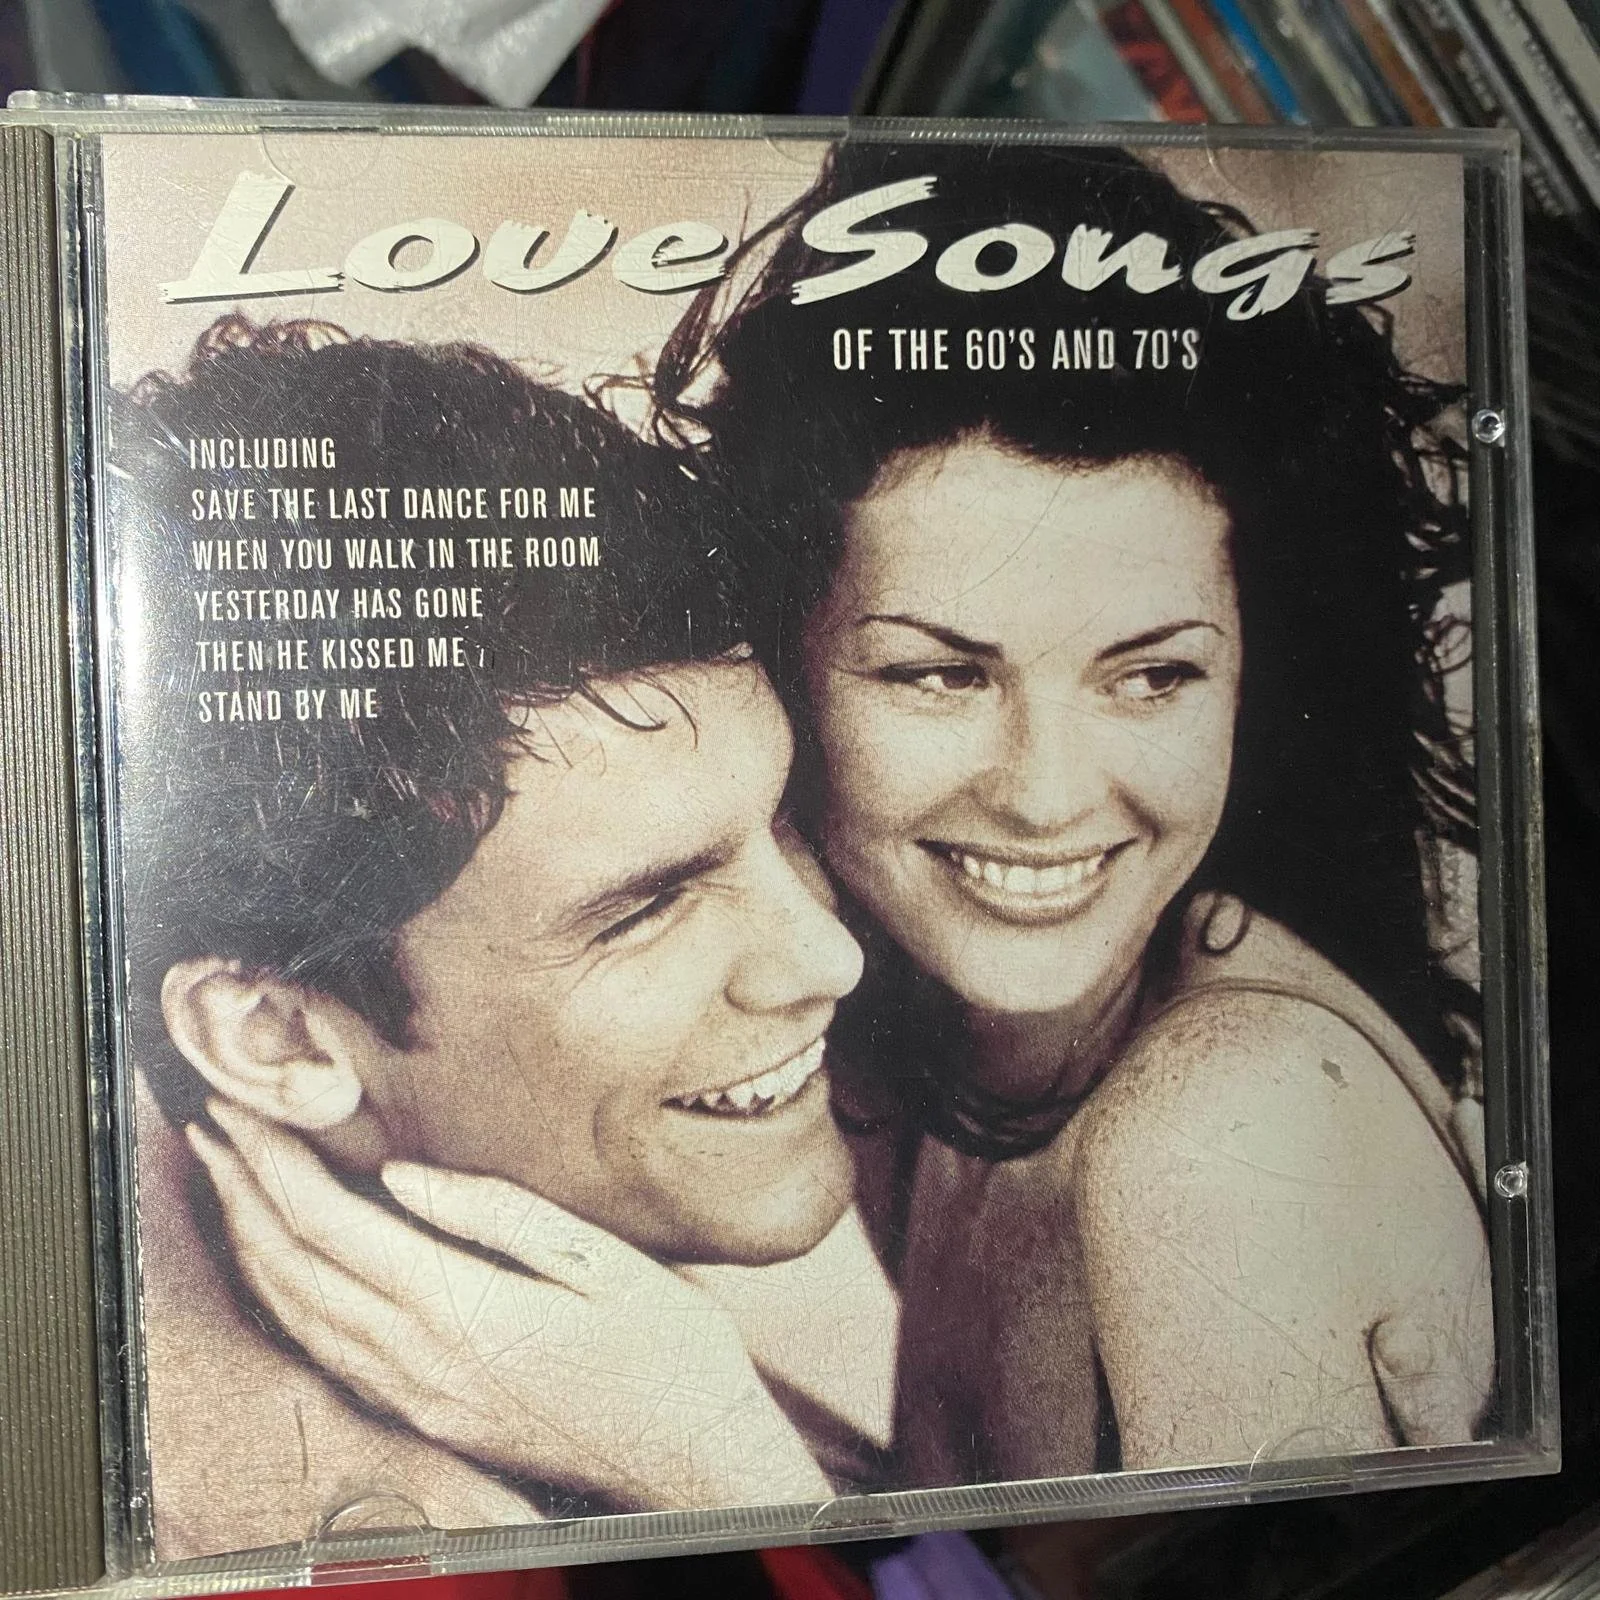 Love Songs
OF THE 60'S AND 70'S
INCLUDING
SAVE THE LAST DANCE FOR ME
WHEN YOU WALK IN THE ROOM
YESTERDAY HAS GONE
THEN HE KISSED ME
STAND BY ME